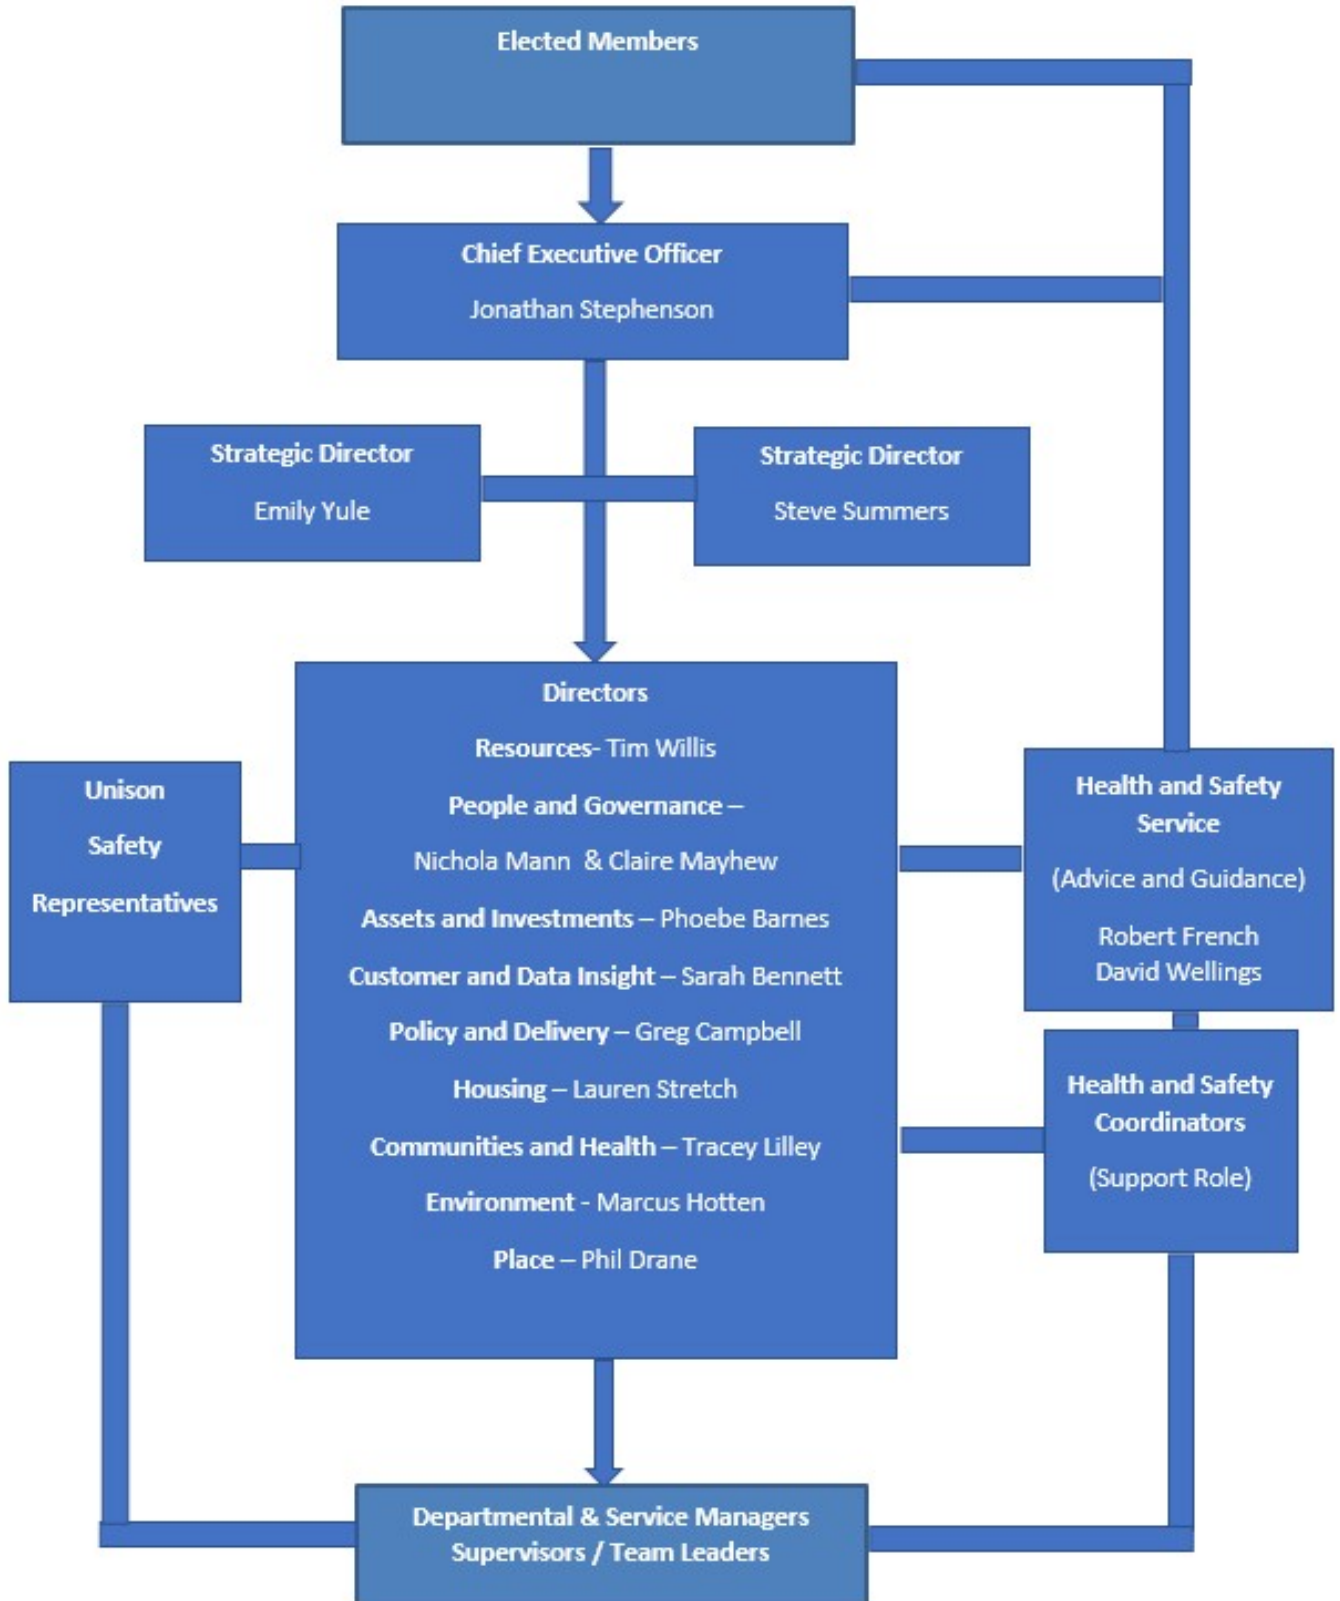 Elected Members
Chief Executive Officer
Jonathan Stephenson
Strategic Director
Emily Yule
Strategic Director
Steve Summers
Directors
Resources- Tim Willis
People and Governance –
Nichola Mann & Claire Mayhew
Assets and Investments – Phoebe Barnes
Customer and Data Insight – Sarah Bennett
Policy and Delivery – Greg Campbell
Housing – Lauren Stretch
Communities and Health – Tracey Lilley
Environment - Marcus Hotten
Place – Phil Drane
Unison
Safety
Representatives
Health and Safety
Service
(Advice and Guidance)
Robert French
David Wellings
Health and Safety
Coordinators
(Support Role)
Departmental & Service Managers
Supervisors / Team Leaders